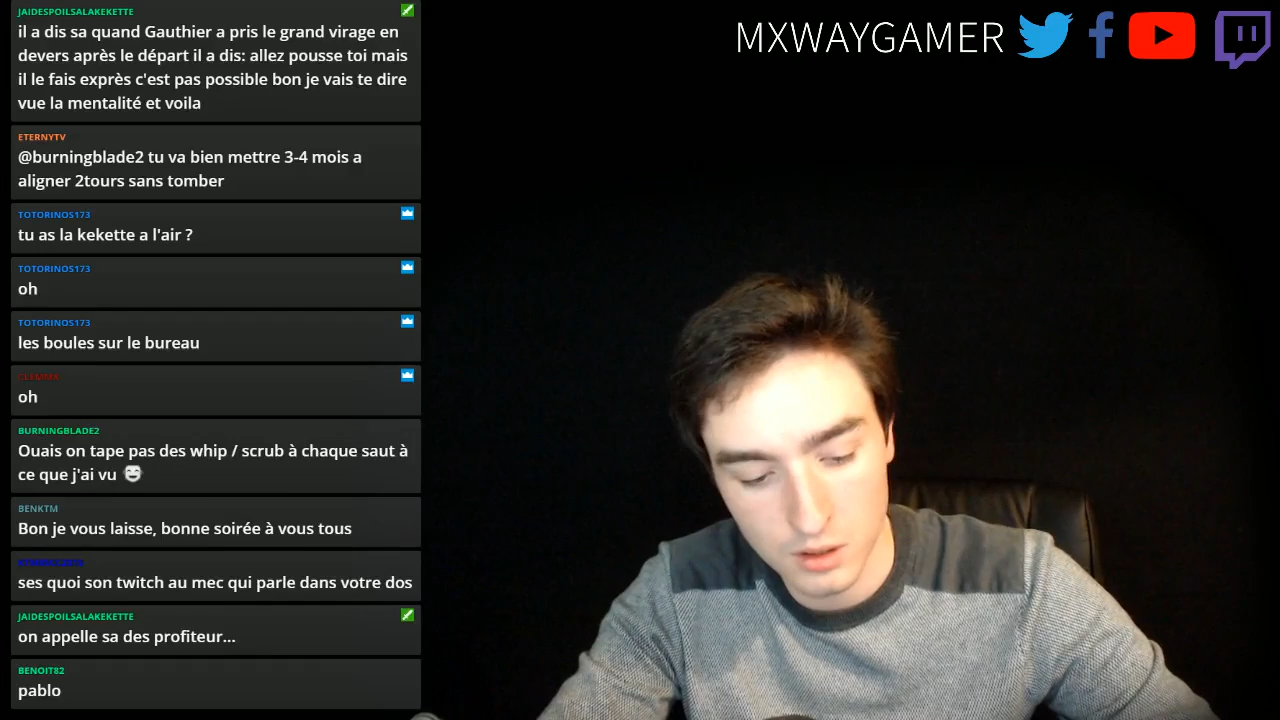 JAIDESPOILSALAKEKETTE
il a dis sa quand Gauthier a pris le grand virage en
devers après le départ il a dis: allez pousse toi mais
il le fais exprès c'est pas possible bon je vais te dire
vue la mentalité et voila
ETERNYTV
@burningblade2 tu va bien mettre 3-4 mois a
aligner 2tours sans tomber
TOTORINOS173
tu as la kekette a l'air ?
TOTORINOS173
oh
TOTORINOS173
les boules sur le bureau
oh
BURNINGBLADE2
Ouais on tape pas des whip / scrub à chaque saut à
ce que j'ai vu
BENKTM
Bon je vous laisse, bonne soirée à vous tous
ses quoi son twitch au mec qui parle dans votre dos
JAIDESPOILSALAKEKETTE
on appelle sa des profiteur...
BENOIT82
pablo
MXWAYGAMER